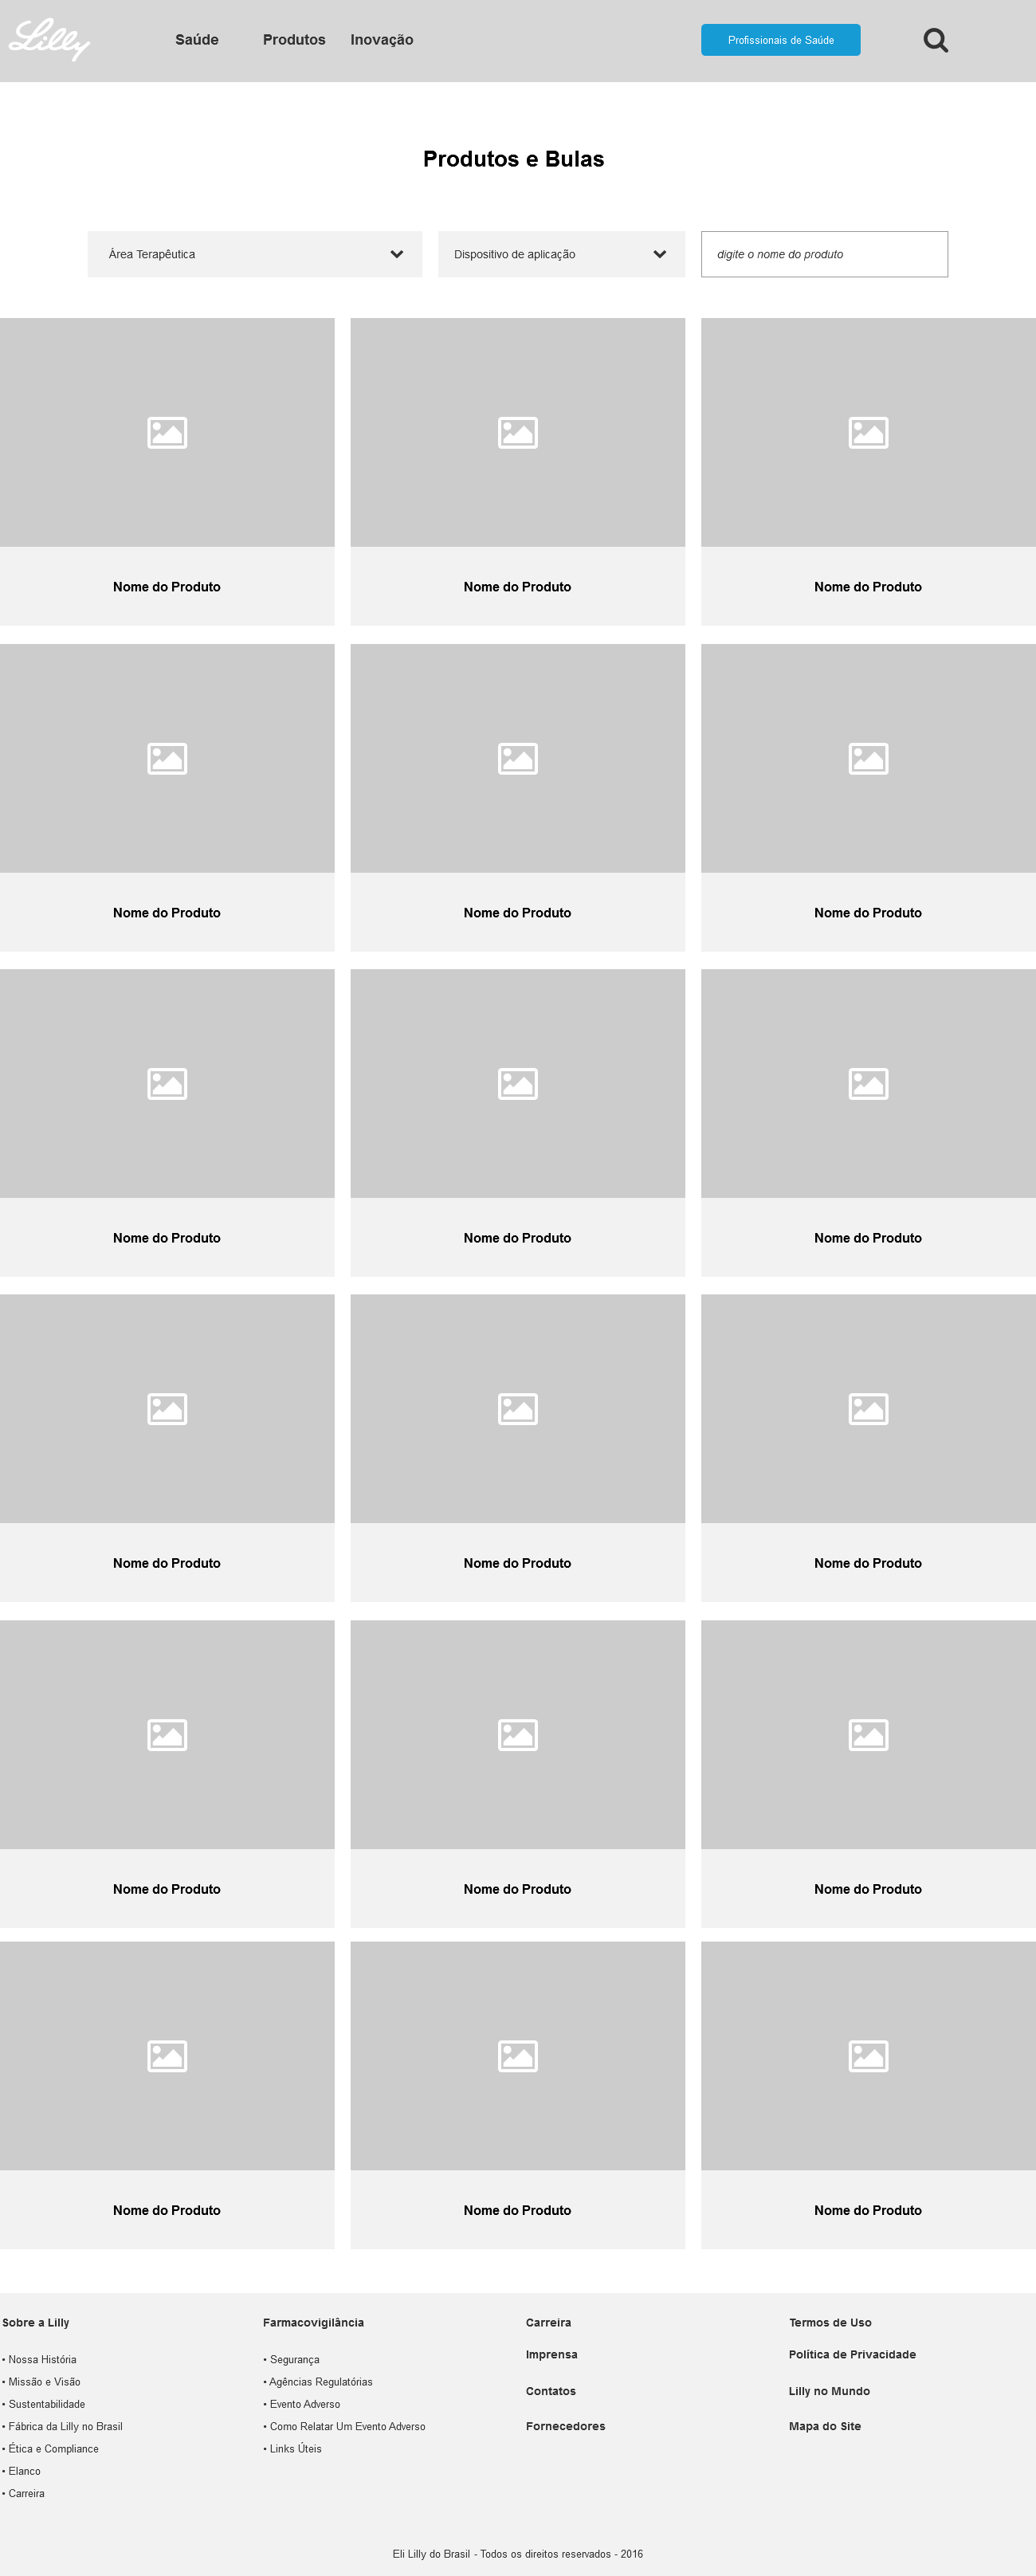 Lilly
Saúde Produtos Inovação Profissionais de Saúde
Produtos e Bulas
Área Terapêutica Dispositivo de aplicação digite o nome do produto
Nome do Produto Nome do Produto Nome do Produto
Nome do Produto Nome do Produto Nome do Produto
Nome do Produto Nome do Produto Nome do Produto
Nome do Produto Nome do Produto Nome do Produto
Nome do Produto Nome do Produto Nome do Produto
Nome do Produto Nome do Produto Nome do Produto
Sobre a Lilly
• Nossa História
• Missão e Visão
• Sustentabilidade
• Fábrica da Lilly no Brasil
• Ética e Compliance
• Elanco
• Carreira
Farmacovigilância
• Segurança
• Agências Regulatórias
• Evento Adverso
• Como Relatar Um Evento Adverso
• Links Úteis
Carreira
Imprensa
Contatos
Fornecedores
Termos de Uso
Política de Privacidade
Lilly no Mundo
Mapa do Site
Eli Lilly do Brasil - Todos os direitos reservados - 2016